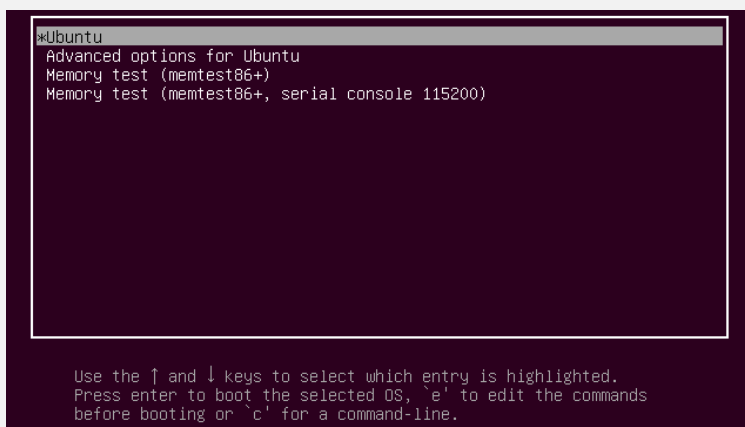 *Ubuntu
Advanced options for Ubuntu
Memory test (memtest86+)
Memory test (memtest86+, serial console 115200)
Use the ↑ and ↓ keys to select which entry is highlighted.
Press enter to boot the selected OS, `e' to edit the commands
before booting or `c' for a command-line.